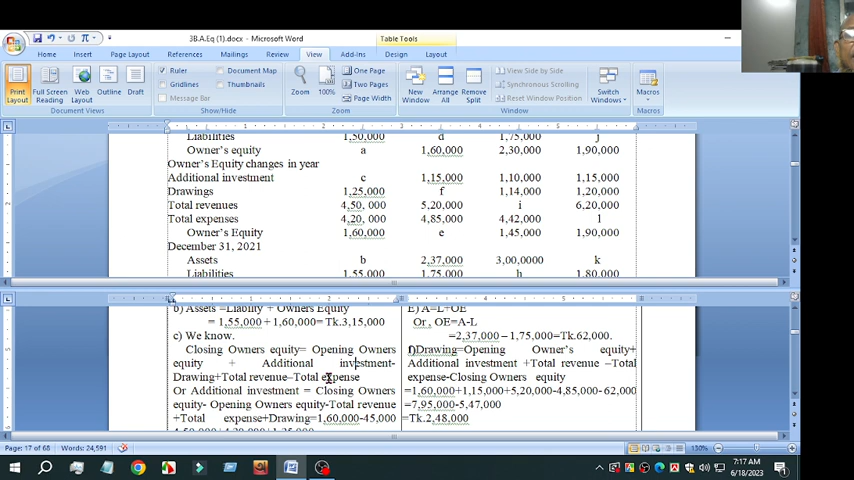 3B.A.Eq (1).docx - Microsoft Word
Table Tools
Home Insert Page Layout References Mailings Review View Add-Ins Design Layout
Print Layout Full Screen Reading Web Layout Outline Draft
Ruler Document Map
Gridlines Thumbnails
Message Bar
Zoom 100% One Page
Two Pages
Page Width
New Window Arrange All Remove Split
View Side by Side
Synchronous Scrolling
Reset Window Position
Switch Windows Macros
Document Views Show/Hide Zoom Window Macros
Liabilities 1,50,000 d 1,75,000 j
Owner's equity a 1,60,000 2,30,000 1,90,000
Owner's Equity changes in year
Additional investment c 1,15,000 1,10,000 1,15,000
Drawings 1,25,000 f 1,14,000 1,20,000
Total revenues 4,50, 000 5,20,000 i 6,20,000
Total expenses 4,20, 000 4,85,000 4,42,000 l
Owner's Equity 1,60,000 e 1,45,000 1,90,000
December 31, 2021
Assets b 2,37,000 3,00,0000 k
Liabilities 1,55,000 1,75,000 h 1,80,000
b) Assets =Liability + Owners Equity
= 1,55,000 + 1,60,000= Tk.3,15,000
c) We know.
Closing Owners equity= Opening Owners
equity + Additional investment-
Drawing+Total revenue–Total expense
Or Additional investment = Closing Owners
equity- Opening Owners equity-Total revenue
+Total expense+Drawing=1,60,000-45,000
4,50,000+4,20,000+1,25,000
E) A=L+OE
Or , OE=A-L
=2,37,000 – 1,75,000=Tk.62,000.
f)Drawing=Opening Owner's equity+
Additional investment +Total revenue –Total
expense-Closing Owners equity
=1,60,000+1,15,000+5,20,000-4,85,000-62,000
=7,95,000-5,47,000
=Tk.2,48,000
Page: 17 of 68 Words: 24,591 150%
7:17 AM
6/18/2023